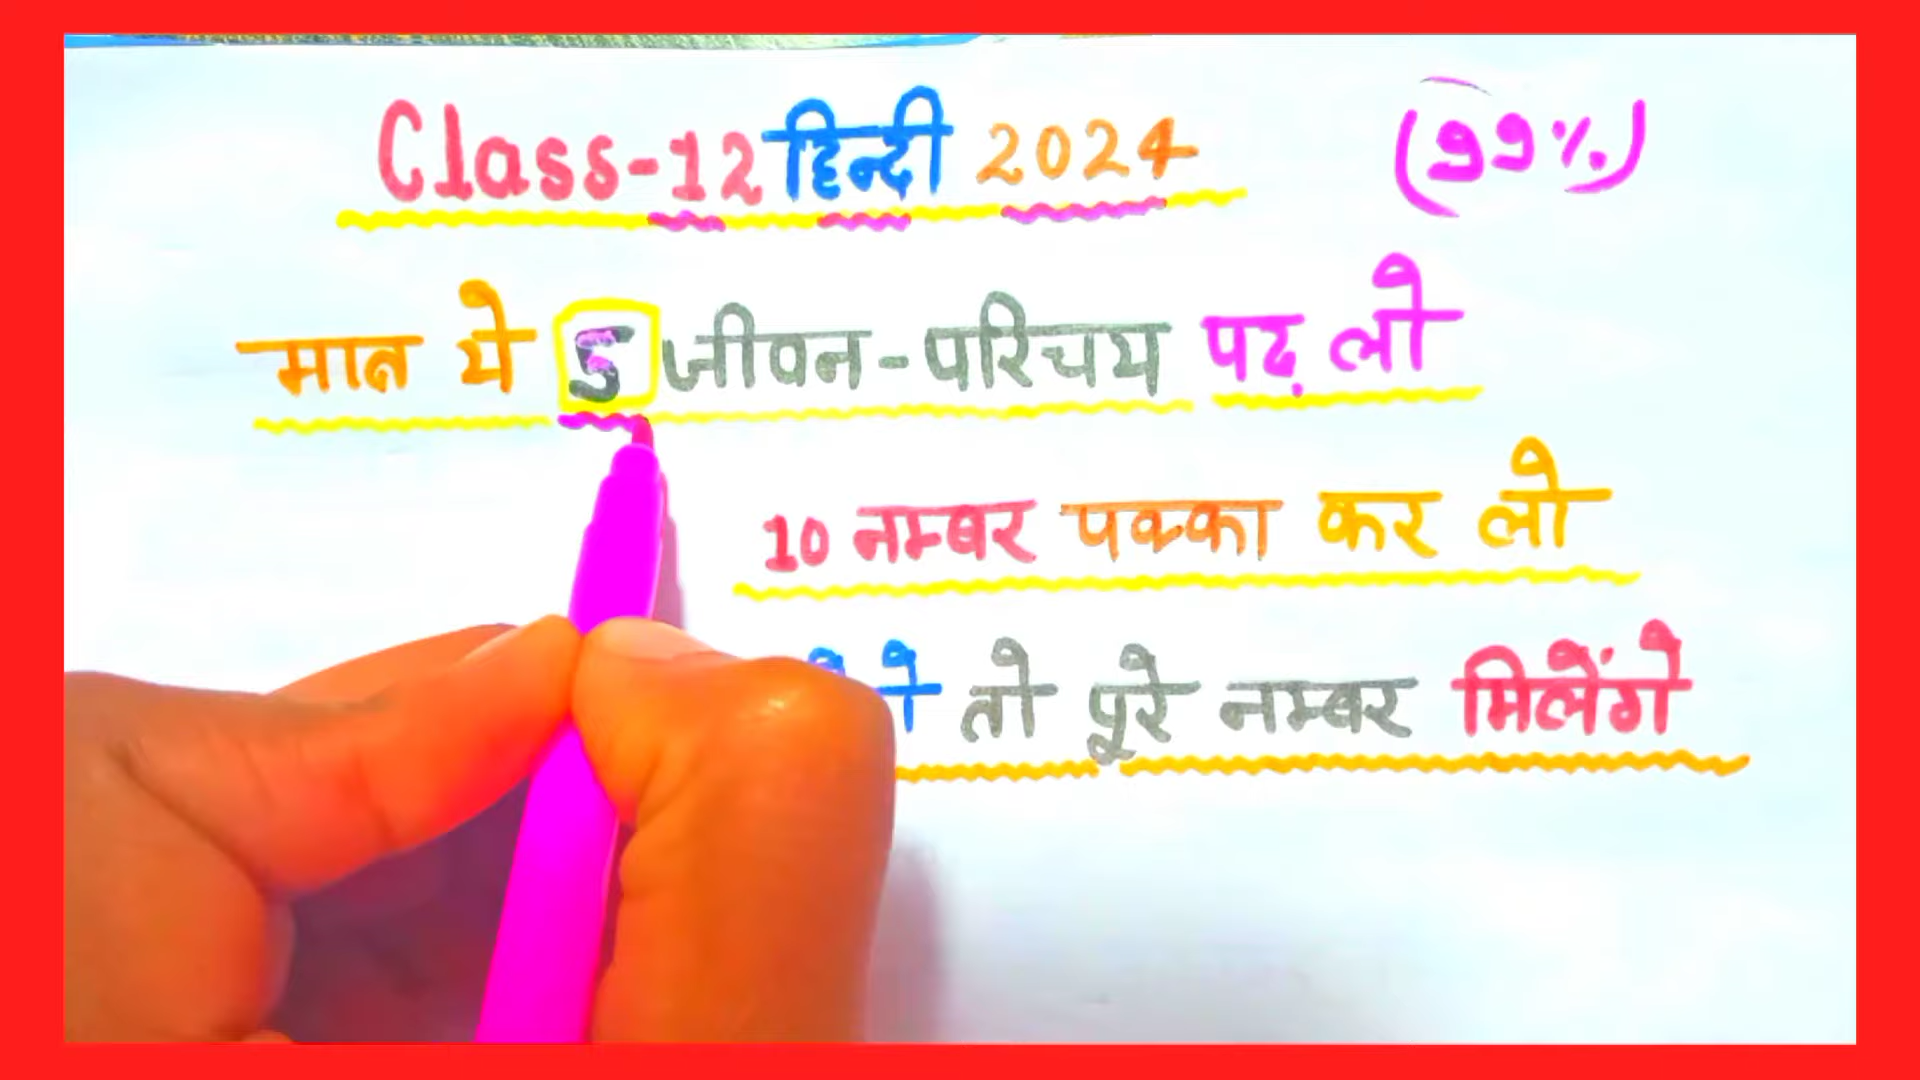 Class-12 हिन्दी 2024 (99%)
मात्र ये 5 जीवन-परिचय पढ़ लो
10 नम्बर पक्का कर लो
तो पूरे नम्बर मिलेंगे